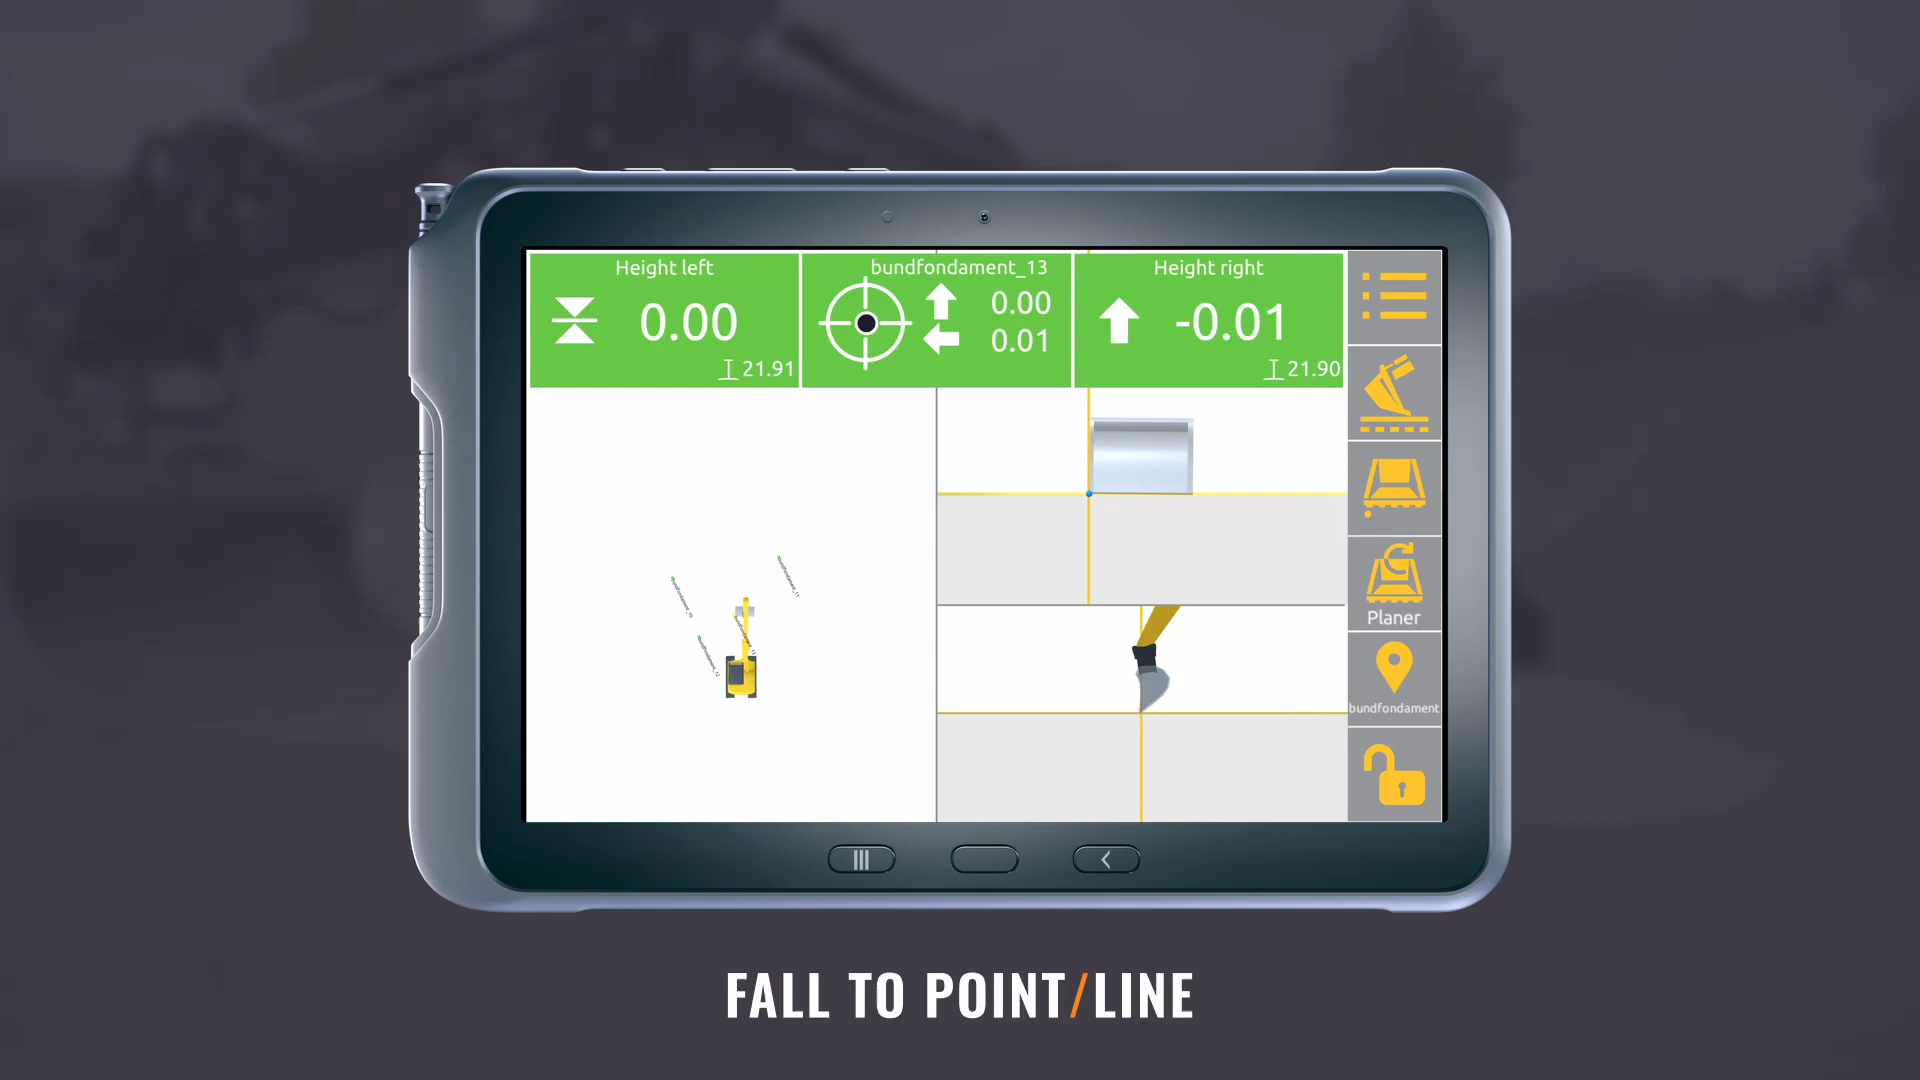 Height left
0.00
21.91
bundfondament_13
0.00
0.01
Height right
-0.01
21.90
Planer
bundfondament
FALL TO POINT/LINE